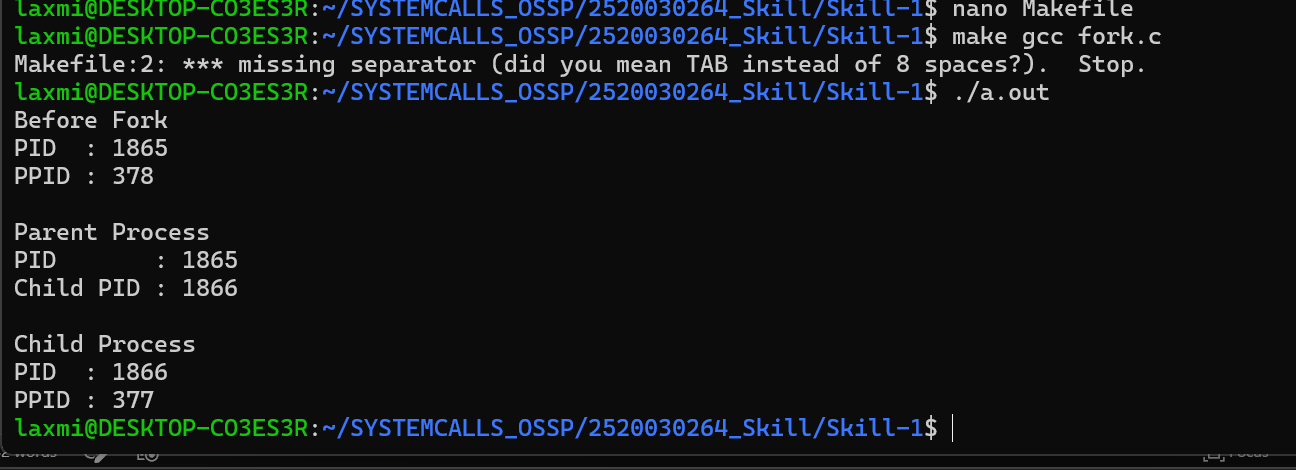 laxmi@DESKTOP-CO3ES3R:~/SYSTEMCALLS_OSSP/2520030264_Skill/Skill-1$ nano Makefile
laxmi@DESKTOP-CO3ES3R:~/SYSTEMCALLS_OSSP/2520030264_Skill/Skill-1$ make gcc fork.c
Makefile:2: *** missing separator (did you mean TAB instead of 8 spaces?).  Stop.
laxmi@DESKTOP-CO3ES3R:~/SYSTEMCALLS_OSSP/2520030264_Skill/Skill-1$ ./a.out
Before Fork
PID  : 1865
PPID : 378

Parent Process
PID       : 1865
Child PID : 1866

Child Process
PID  : 1866
PPID : 377
laxmi@DESKTOP-CO3ES3R:~/SYSTEMCALLS_OSSP/2520030264_Skill/Skill-1$
words
Focus